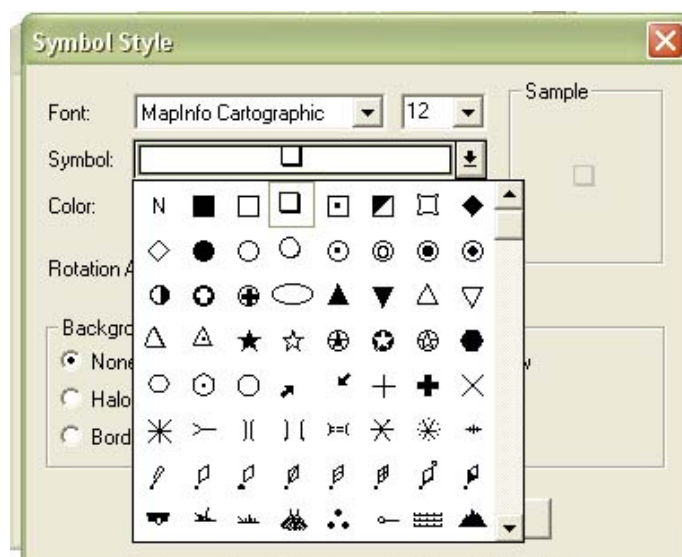 Symbol Style
Font: MapInfo Cartographic 12 Sample
Symbol:
Color: N
Rotation A
Backgro
None
Halo
Bord